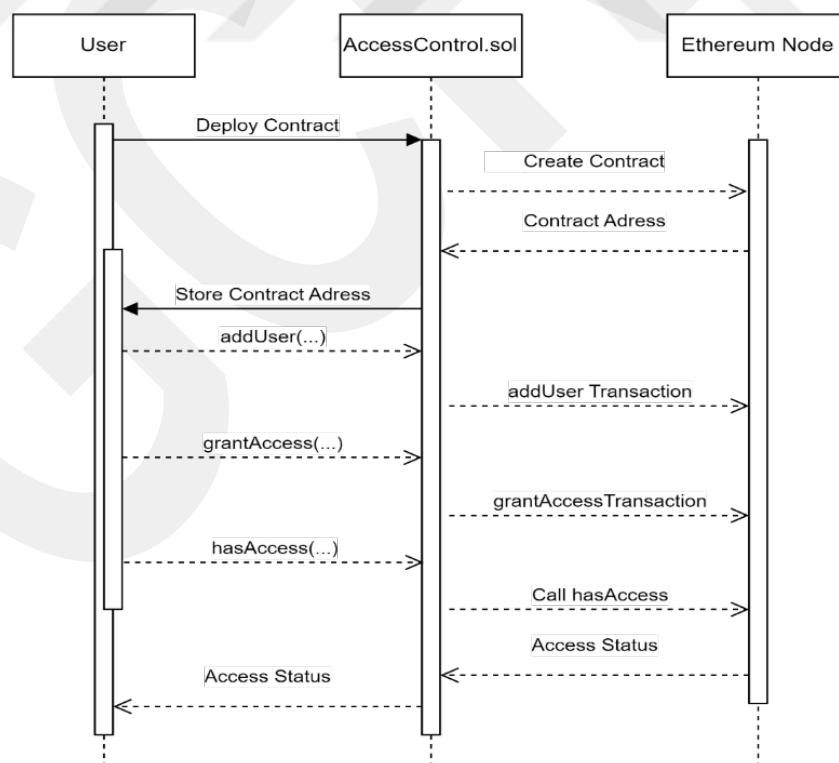 User
AccessControl.sol
Ethereum Node
Deploy Contract
Create Contract
Contract Adress
Store Contract Adress
addUser(...)
addUser Transaction
grantAccess(...)
grantAccessTransaction
hasAccess(...)
Call hasAccess
Access Status
Access Status